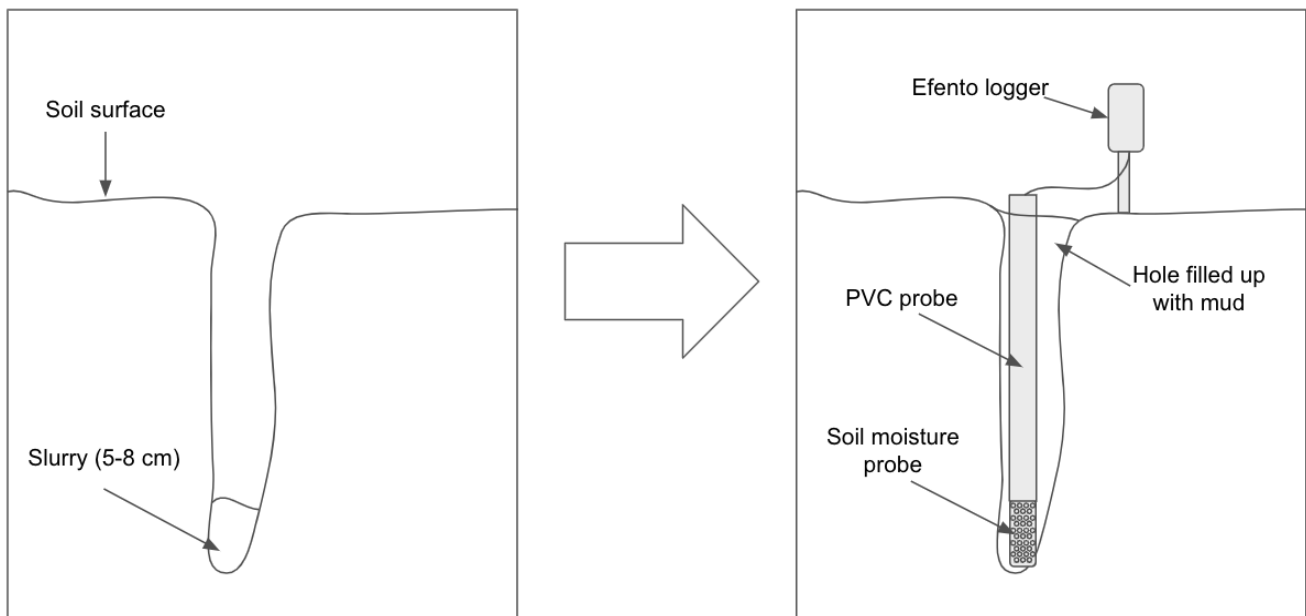 Soil surface
Slurry (5-8 cm)
Efento logger
Hole filled up
with mud
PVC probe
Soil moisture
probe